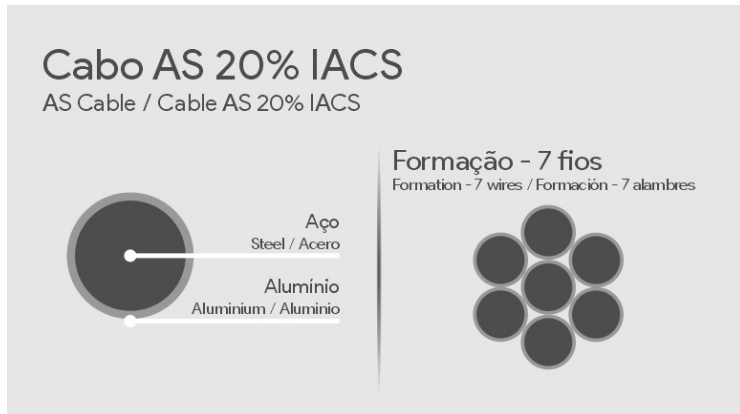 Cabo AS 20% IACS
AS Cable / Cable AS 20% IACS
Aço
Steel / Acero
Alumínio
Aluminium / Aluminio
Formação - 7 fios
Formation - 7 wires / Formación - 7 alambres